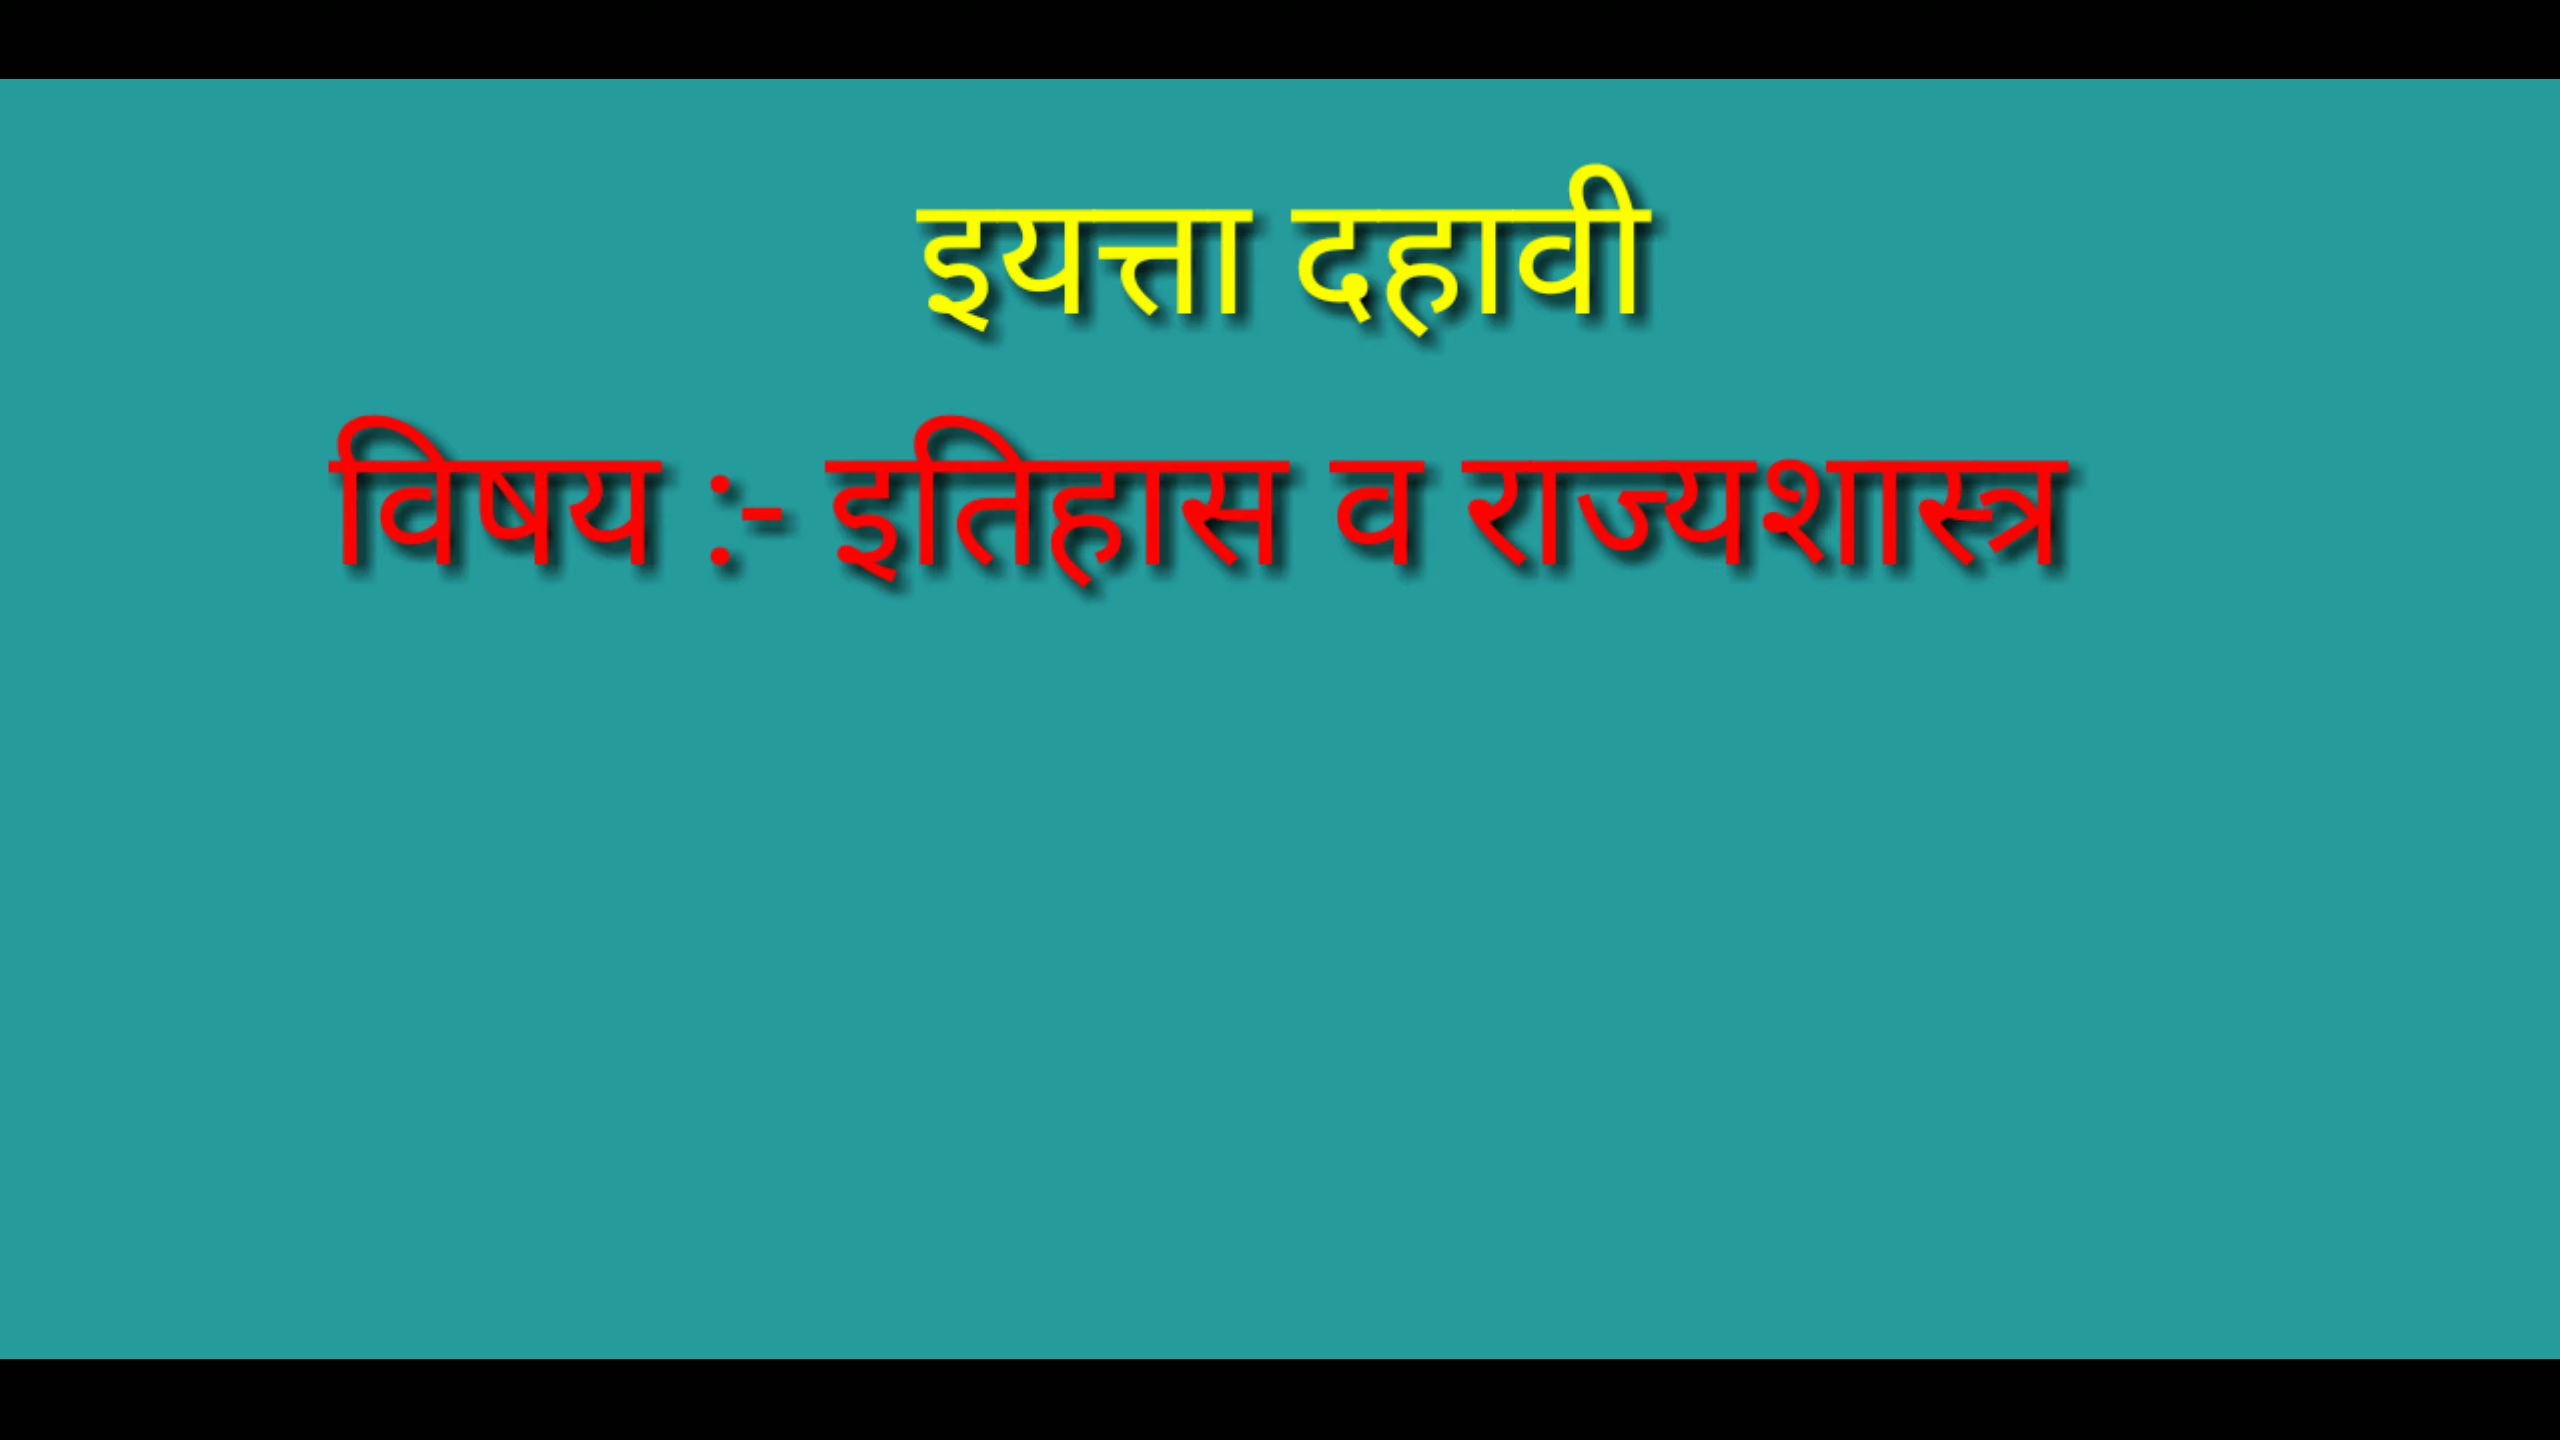 इयत्ता दहावी
विषय :- इतिहास व राज्यशास्त्र